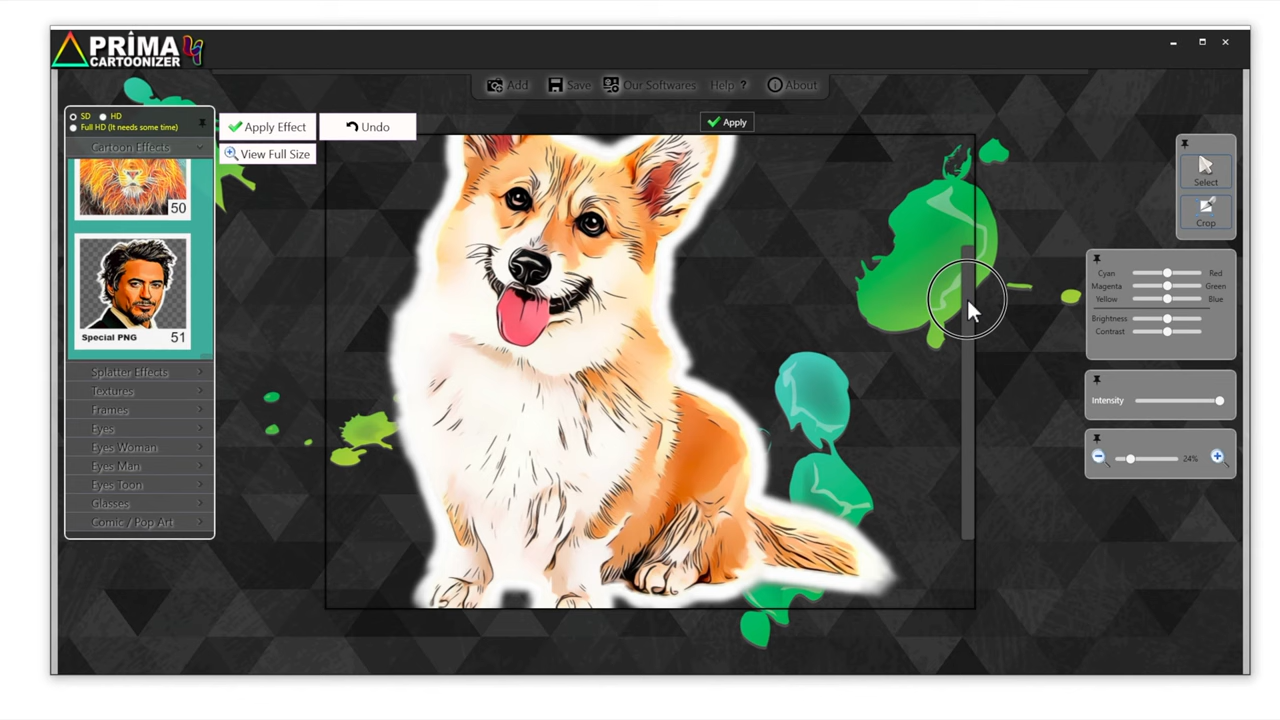 PRIMA 4
CARTOONIZER
Add Save Our Softwares Help ? About
SD HD
Full HD (It needs some time)
Cartoon Effects
50
Special PNG 51
Splatter Effects
Textures
Frames
Eyes
Eyes Woman
Eyes Man
Eyes Toon
Glasses
Comic / Pop Art
Apply Effect
Undo
View Full Size
Apply
Select
Crop
Cyan Red
Magenta Green
Yellow Blue
Brightness
Contrast
Intensity
24%